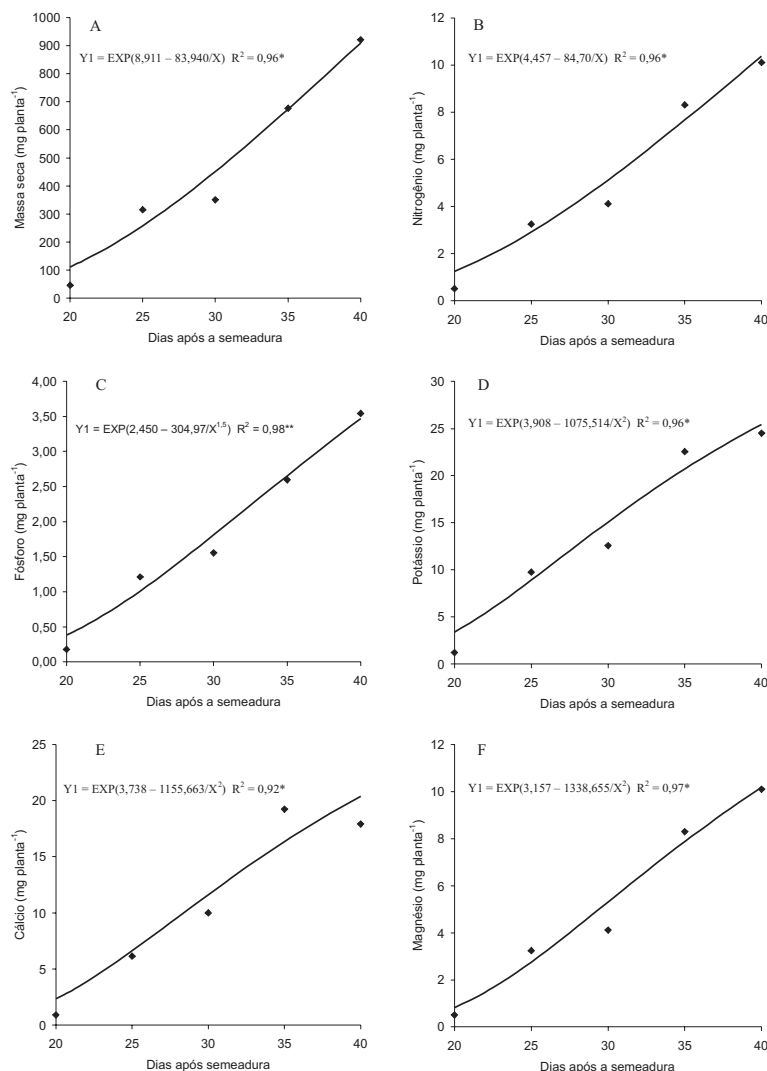 A
Y1 = EXP(8,911 – 83,940/X) R² = 0,96*
Massa seca (mg planta⁻¹)
1000
900
800
700
600
500
400
300
200
100
0
20 25 30 35 40
Dias após a semeadura
B
Y1 = EXP(4,457 – 84,70/X) R² = 0,96*
Nitrogênio (mg planta⁻¹)
12
10
8
6
4
2
0
20 25 30 35 40
Dias após a semeadura
C
Y1 = EXP(2,450 – 304,97/X¹,⁵) R² = 0,98**
Fósforo (mg planta⁻¹)
4,00
3,50
3,00
2,50
2,00
1,50
1,00
0,50
0,00
20 25 30 35 40
Dias após a semeadura
D
Y1 = EXP(3,908 – 1075,514/X²) R² = 0,96*
Potássio (mg planta⁻¹)
30
25
20
15
10
5
0
20 25 30 35 40
Dias após a semeadura
E
Y1 = EXP(3,738 – 1155,663/X²) R² = 0,92*
Cálcio (mg planta⁻¹)
25
20
15
10
5
0
20 25 30 35 40
Dias após semeadura
F
Y1 = EXP(3,157 – 1338,655/X²) R² = 0,97*
Magnésio (mg planta⁻¹)
12
10
8
6
4
2
0
20 25 30 35 40
Dias após a semeadura